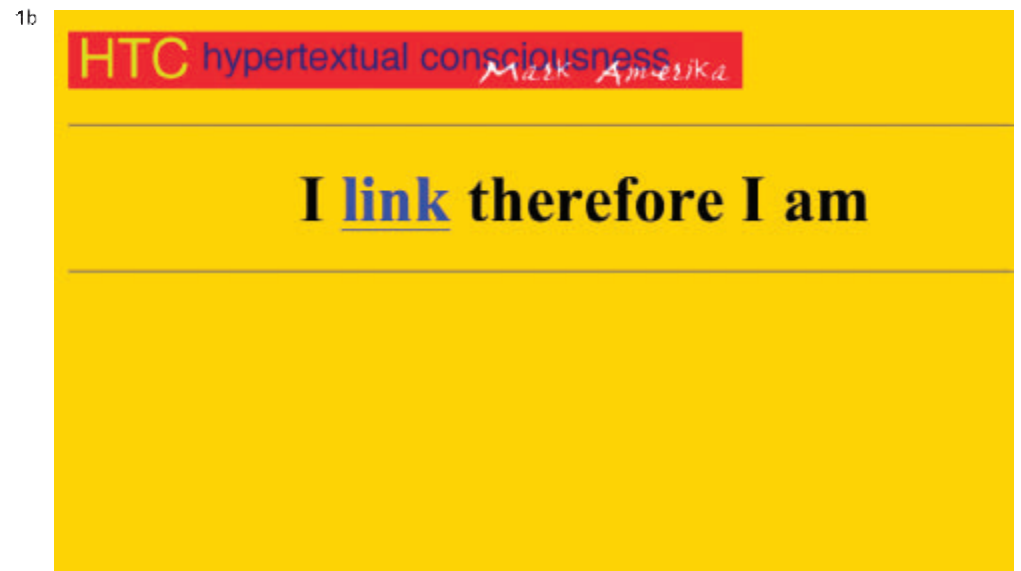 1b
HTC hypertextual consciousness
Mark Amerika
I link therefore I am